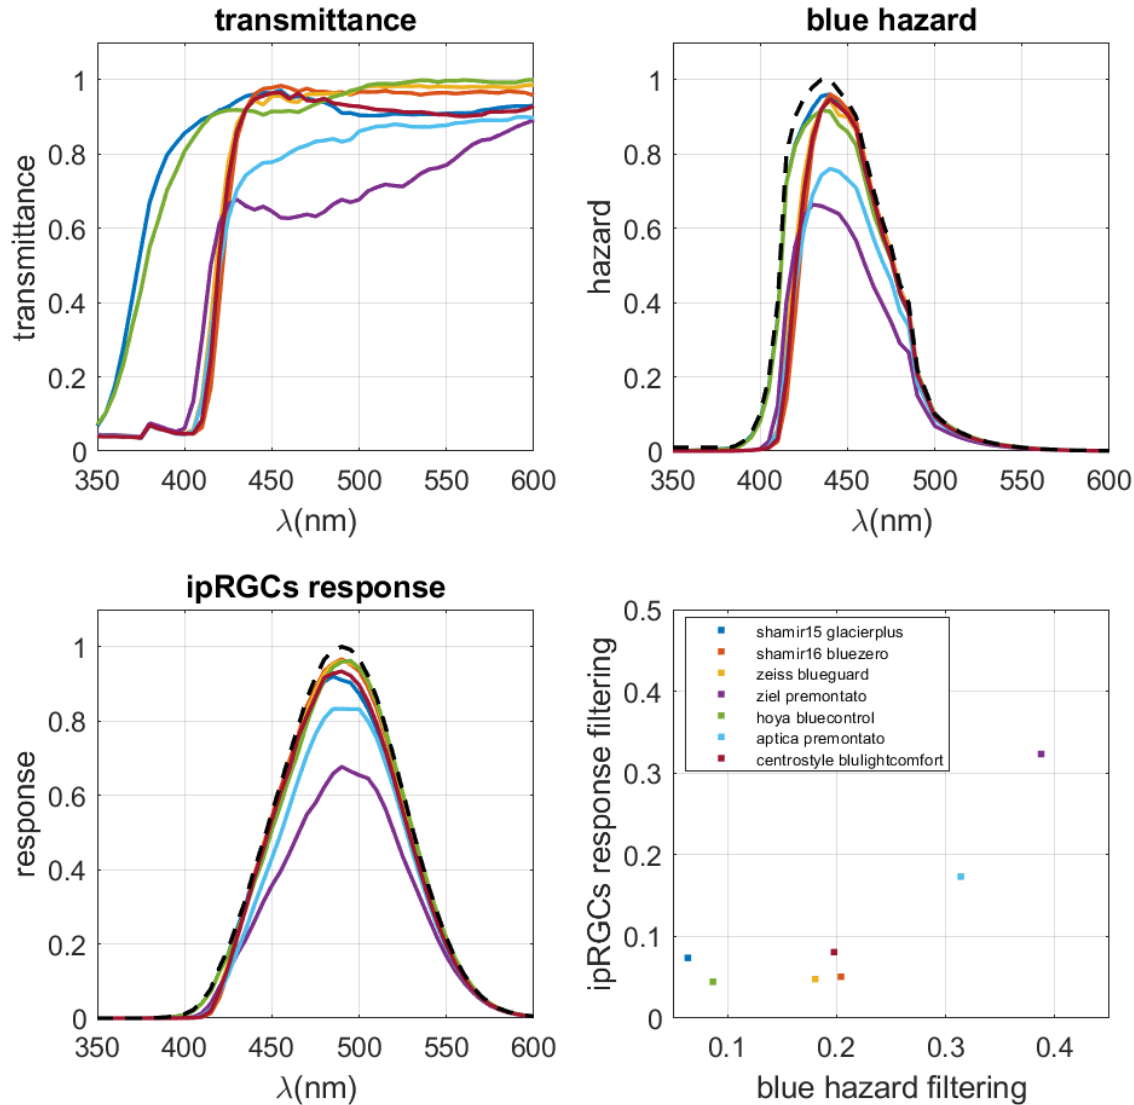 transmittance
transmittance
1
0.8
0.6
0.4
0.2
0
350 400 450 500 550 600
λ(nm)
blue hazard
hazard
1
0.8
0.6
0.4
0.2
0
350 400 450 500 550 600
λ(nm)
ipRGCs response
response
1
0.8
0.6
0.4
0.2
0
350 400 450 500 550 600
λ(nm)
ipRGCs response filtering
0.5
0.4
0.3
0.2
0.1
0
shamir15 glacierplus
shamir16 bluezero
zeiss blueguard
ziel premontato
hoya bluecontrol
aptica premontato
centrostyle blulightcomfort
0.1 0.2 0.3 0.4
blue hazard filtering